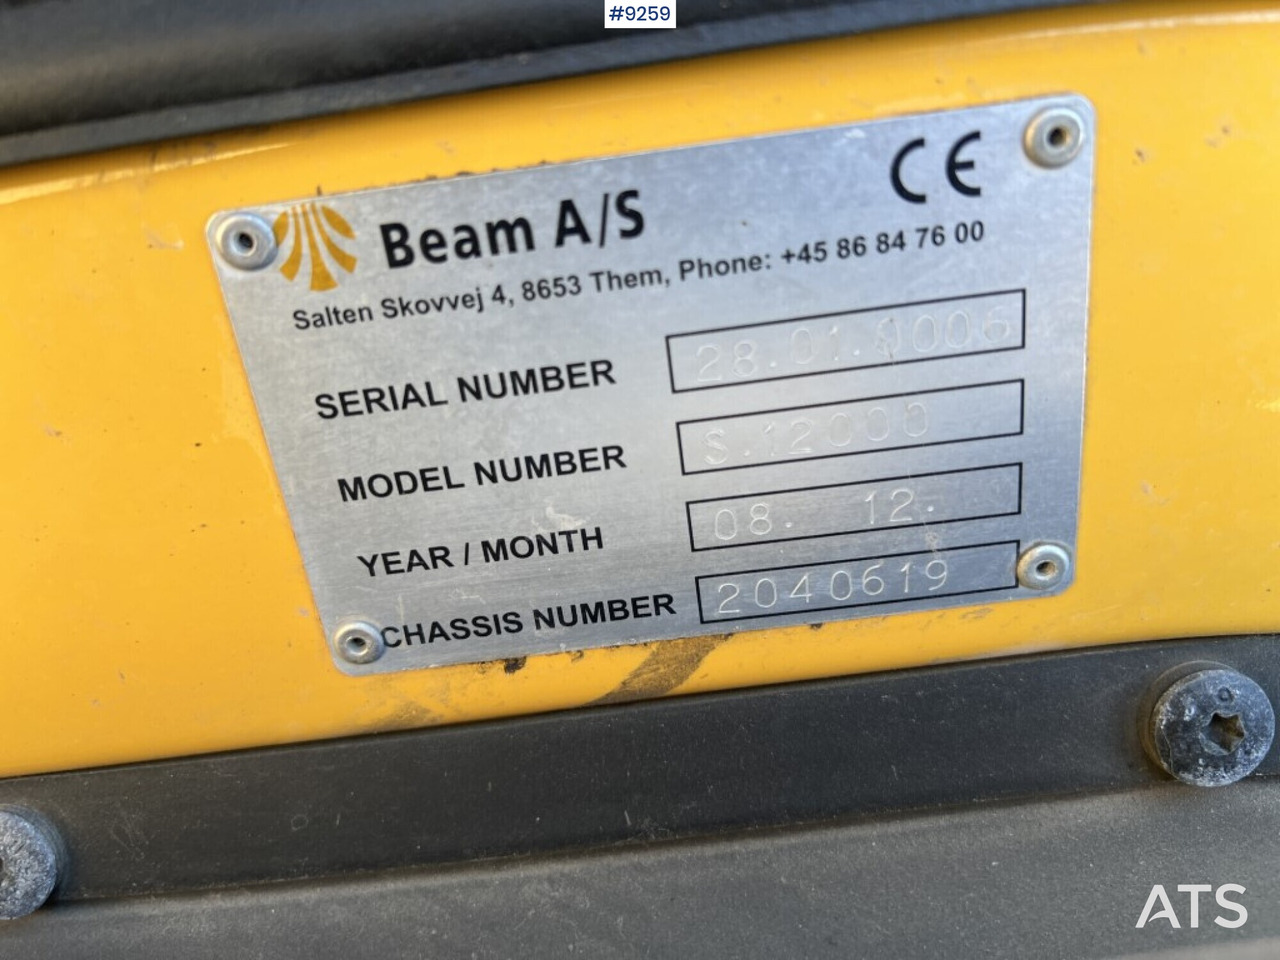 #9259
CE
Beam A/S
Salten Skovvej 4, 8653 Them, Phone: +45 86 84 76 00
SERIAL NUMBER 28.01.0006
MODEL NUMBER S.12000
YEAR / MONTH 08. 12.
CHASSIS NUMBER 2040619
ATS